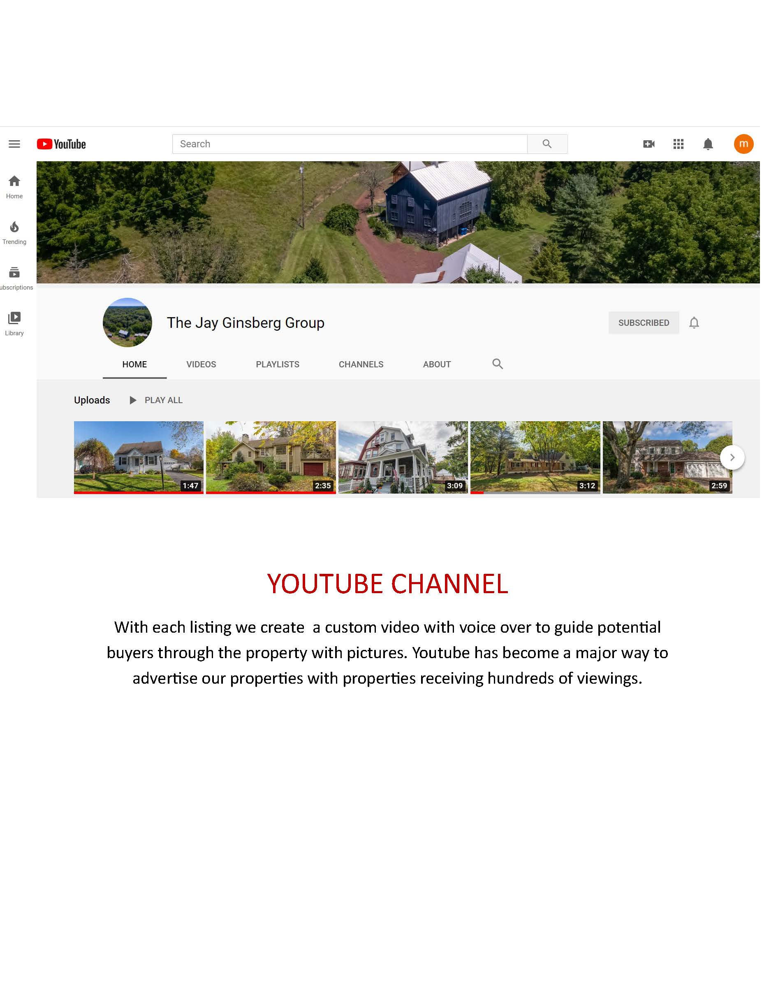 YouTube
Search
m
Home
Trending
ubscriptions
Library
The Jay Ginsberg Group
SUBSCRIBED
HOME VIDEOS PLAYLISTS CHANNELS ABOUT
Uploads PLAY ALL
1:47 2:35 3:09 3:12 2:59
YOUTUBE CHANNEL
With each listing we create  a custom video with voice over to guide potential
buyers through the property with pictures. Youtube has become a major way to
advertise our properties with properties receiving hundreds of viewings.